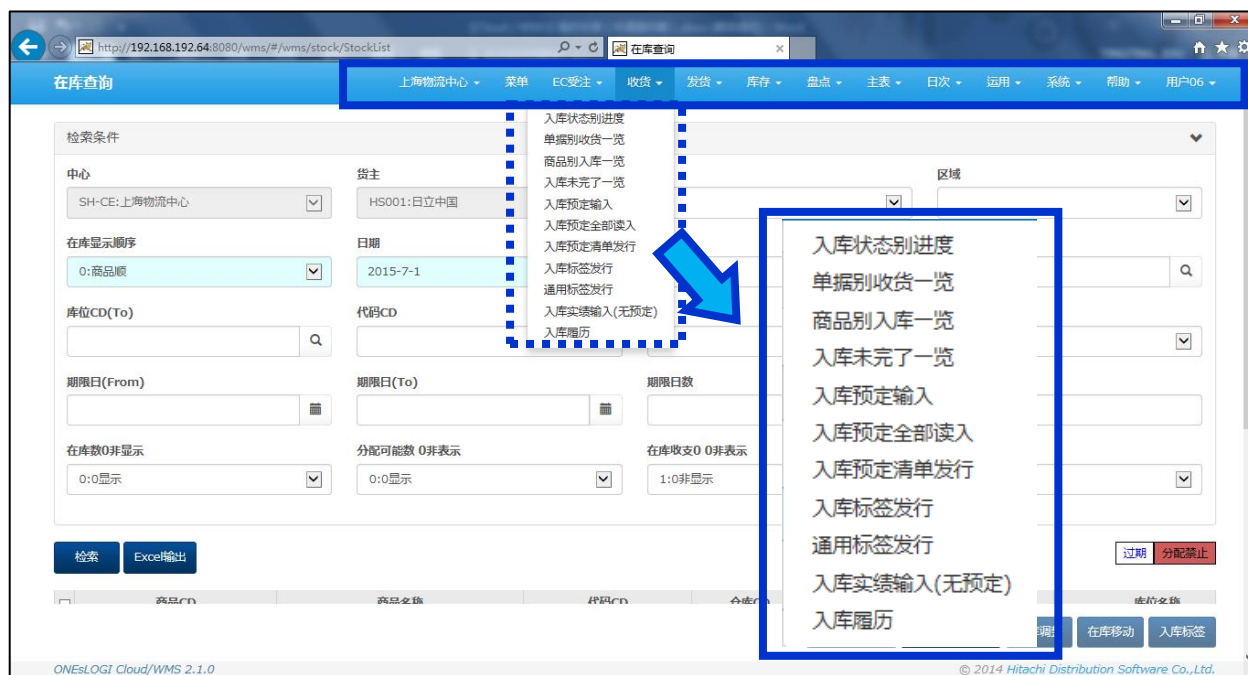 http://192.168.192.64:8080/wms/#/wms/stock/StockList
在库查询
在库查询 上海物流中心 菜单 EC受注 收货 发货 库存 盘点 主表 日次 运用 系统 帮助 用户06
检索条件
中心 货主 区域
SH-CE:上海物流中心 HS001:日立中国
在库显示顺序 日期
0:商品顺 2015-7-1
库位CD(To) 代码CD
期限日(From) 期限日(To) 期限日数
在库数0非显示 分配可能数 0非表示 在库收支0 0非表示
0:0显示 0:0显示 1:0非显示
入库状态别进度
单据别收货一览
商品别入库一览
入库未完了一览
入库预定输入
入库预定全部读入
入库预定清单发行
入库标签发行
通用标签发行
入库实绩输入(无预定)
入库履历
入库状态别进度
单据别收货一览
商品别入库一览
入库未完了一览
入库预定输入
入库预定全部读入
入库预定清单发行
入库标签发行
通用标签发行
入库实绩输入(无预定)
入库履历
检索 Excel输出 过期 分配禁止
商品CD 商品名称 代码CD 库位名称
在库移动 入库标签
ONEsLOGI Cloud/WMS 2.1.0 © 2014 Hitachi Distribution Software Co.,Ltd.